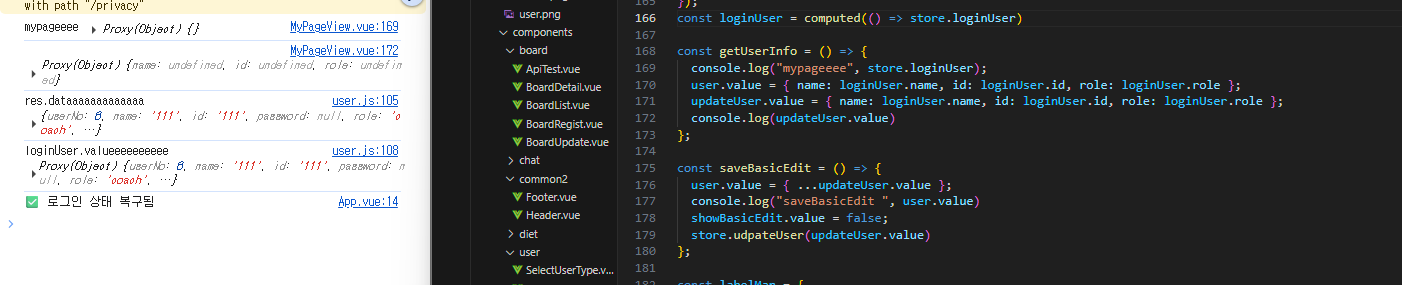 with path "/privacy"
mypageeee ▶ Proxy(Object) {} MyPageView.vue:169
MyPageView.vue:172
▶ Proxy(Object) {name: undefined, id: undefined, role: undefin
ed}
res.dataaaaaaaaaaaaa user.js:105
▶ {userNo: 6, name: '111', id: '111', password: null, role: 'c
oach', …}
loginUser.valueeeeeeeeeee user.js:108
▶ Proxy(Object) {userNo: 6, name: '111', id: '111', password: n
ull, role: 'coach', …}
✅ 로그인 상태 복구됨 App.vue:14
>
user.png
components
board
ApiTest.vue
BoardDetail.vue
BoardList.vue
BoardRegist.vue
BoardUpdate.vue
chat
common2
Footer.vue
Header.vue
diet
user
SelectUserType.v...
165 });
166 const loginUser = computed(() => store.loginUser)
167
168 const getUserInfo = () => {
169 console.log("mypageeee", store.loginUser);
170 user.value = { name: loginUser.name, id: loginUser.id, role: loginUser.role };
171 updateUser.value = { name: loginUser.name, id: loginUser.id, role: loginUser.role };
172 console.log(updateUser.value)
173 };
174
175 const saveBasicEdit = () => {
176 user.value = { ...updateUser.value };
177 console.log("saveBasicEdit ", user.value)
178 showBasicEdit.value = false;
179 store.udpateUser(updateUser.value)
180 };
181
182 const labelMap = {